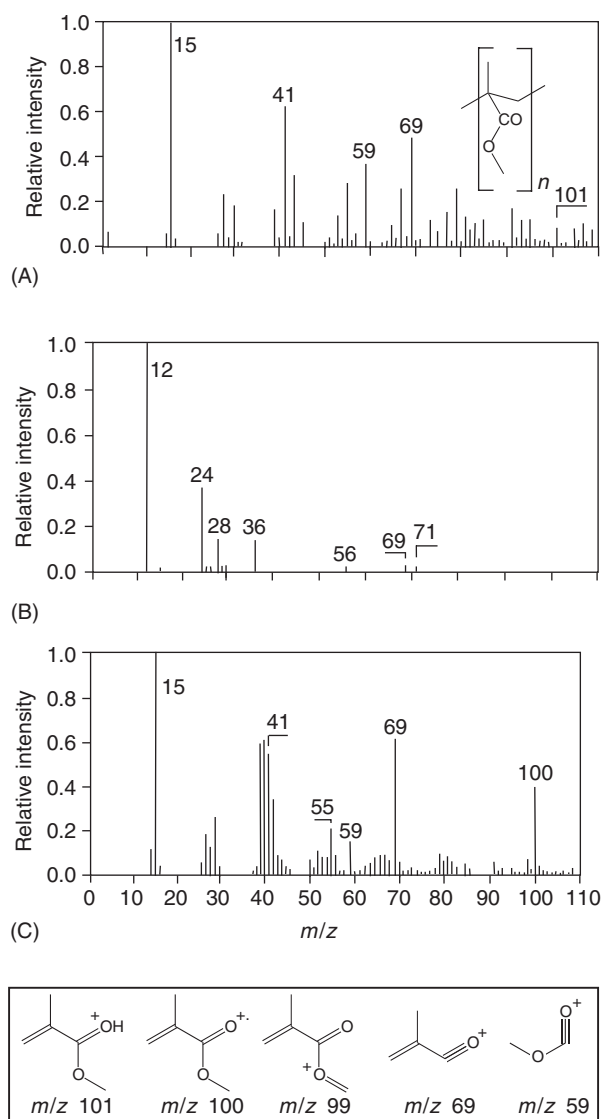 Relative intensity
1.0
0.8
0.6
0.4
0.2
0.0
15
41
59
69
101
CO
O
n
(A)
Relative intensity
1.0
0.8
0.6
0.4
0.2
0.0
12
24
28
36
56
69
71
(B)
Relative intensity
1.0
0.8
0.6
0.4
0.2
0.0
15
41
55
59
69
100
0 10 20 30 40 50 60 70 80 90 100 110
m/z
(C)
+OH
O
m/z 101
O+·
O
m/z 100
O
+O
m/z 99
O+
m/z 69
O+
O
m/z 59